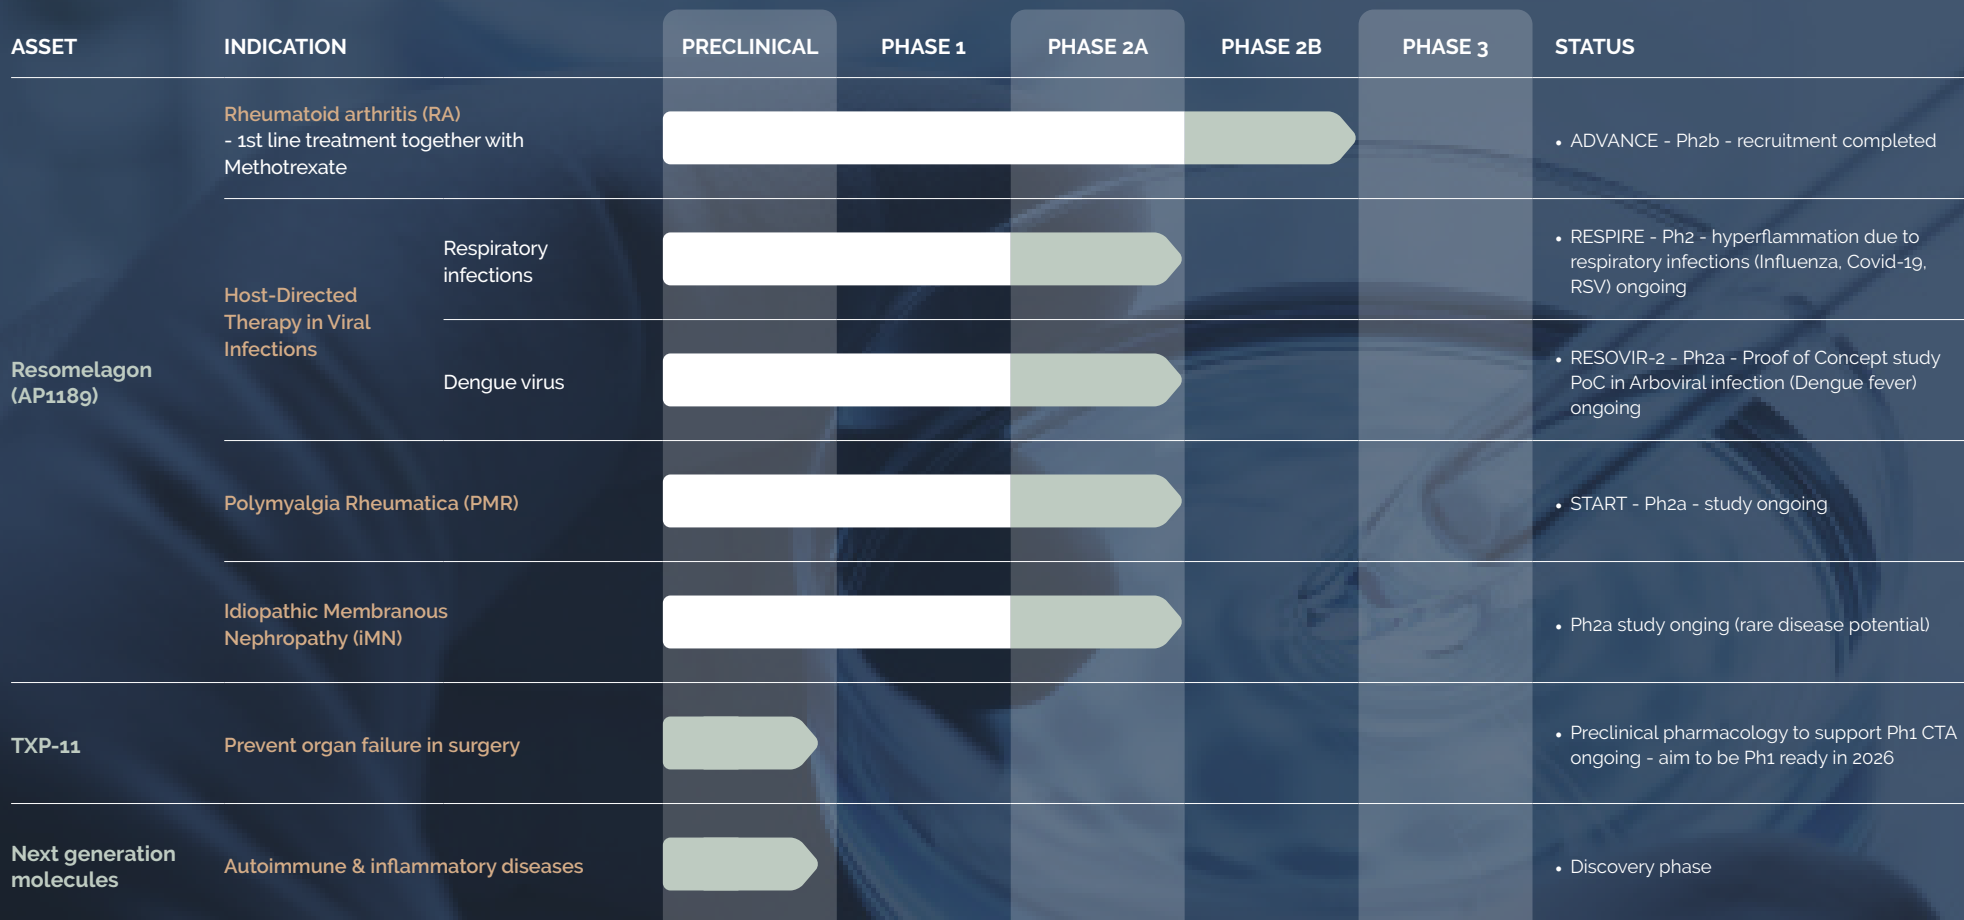 ASSET INDICATION PRECLINICAL PHASE 1 PHASE 2A PHASE 2B PHASE 3 STATUS
Rheumatoid arthritis (RA)
- 1st line treatment together with
Methotrexate
• ADVANCE - Ph2b - recruitment completed
Resomelagon
(AP1189)
Host-Directed
Therapy in Viral
Infections
Respiratory
infections
• RESPIRE - Ph2 - hyperflammation due to
respiratory infections (Influenza, Covid-19,
RSV) ongoing
Dengue virus
• RESOVIR-2 - Ph2a - Proof of Concept study
PoC in Arboviral infection (Dengue fever)
ongoing
Polymyalgia Rheumatica (PMR)
• START - Ph2a - study ongoing
Idiopathic Membranous
Nephropathy (iMN)
• Ph2a study onging (rare disease potential)
TXP-11
Prevent organ failure in surgery
• Preclinical pharmacology to support Ph1 CTA
ongoing - aim to be Ph1 ready in 2026
Next generation
molecules
Autoimmune & inflammatory diseases
• Discovery phase